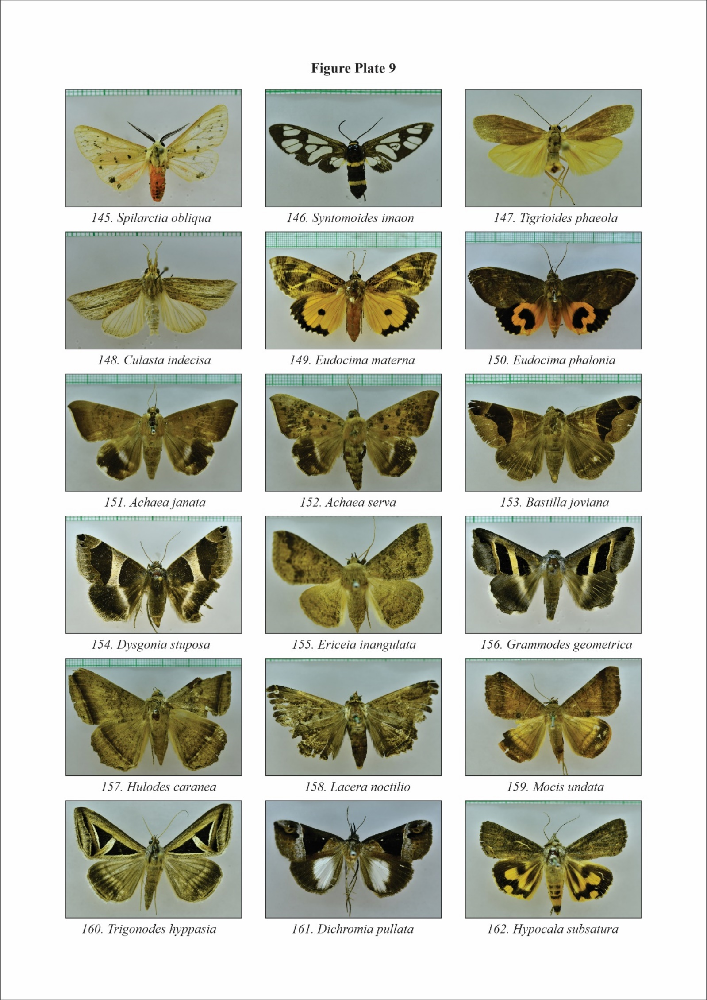 Figure Plate 9
145. Spilarctia obliqua
146. Syntomoides imaon
147. Tigrioides phaeola
148. Culasta indecisa
149. Eudocima materna
150. Eudocima phalonia
151. Achaea janata
152. Achaea serva
153. Bastilla joviana
154. Dysgonia stuposa
155. Ericeia inangulata
156. Grammodes geometrica
157. Hulodes caranea
158. Lacera noctilio
159. Mocis undata
160. Trigonodes hyppasia
161. Dichromia pullata
162. Hypocala subsatura